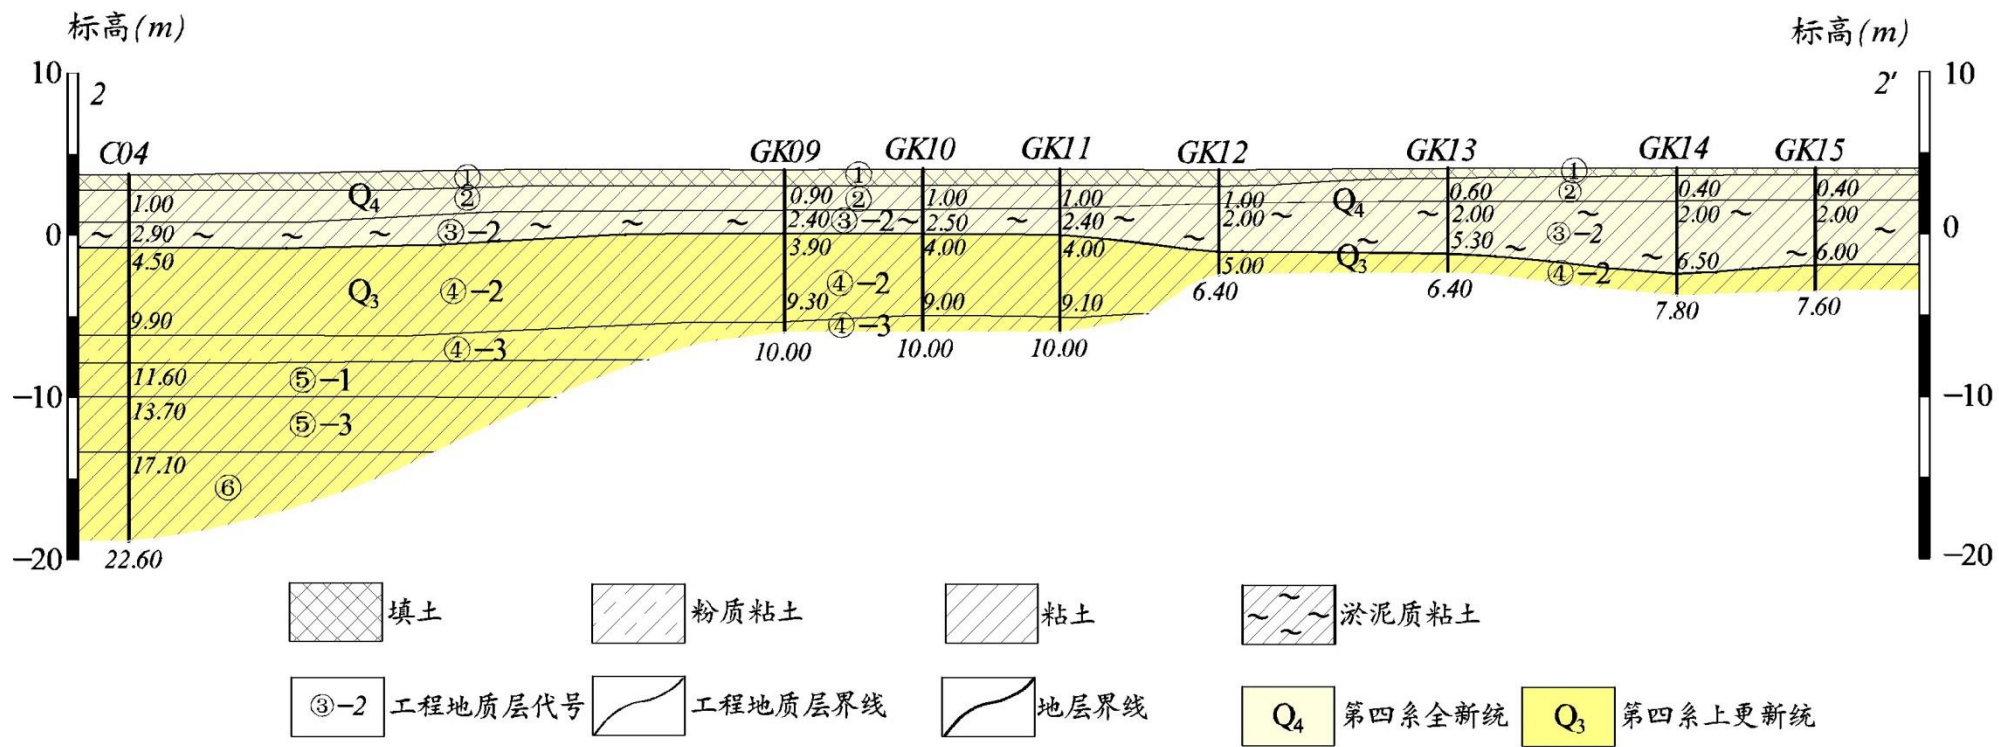 标高(m)
标高(m)
10
2
2'
10
C04
GK09
GK10
GK11
GK12
GK13
GK14
GK15
①
①
①
1.00
Q₄
②
0.90
②
1.00
1.00
1.00
Q₄
0.60
②
0.40
0.40
0
2.90
③-2
2.40
③-2
2.50
2.40
2.00
2.00
③-2
2.00
2.00
0
4.50
3.90
4.00
4.00
5.00
Q₃
5.30
④-2
6.50
6.00
Q₃
④-2
④-2
6.40
6.40
7.80
7.60
9.90
④-3
9.30
④-3
9.00
9.10
10.00
10.00
10.00
11.60
⑤-1
-10
-10
13.70
⑤-3
17.10
⑥
-20
22.60
-20
填土
粉质粘土
粘土
淤泥质粘土
③-2 工程地质层代号
工程地质层界线
地层界线
Q₄ 第四系全新统
Q₃ 第四系上更新统